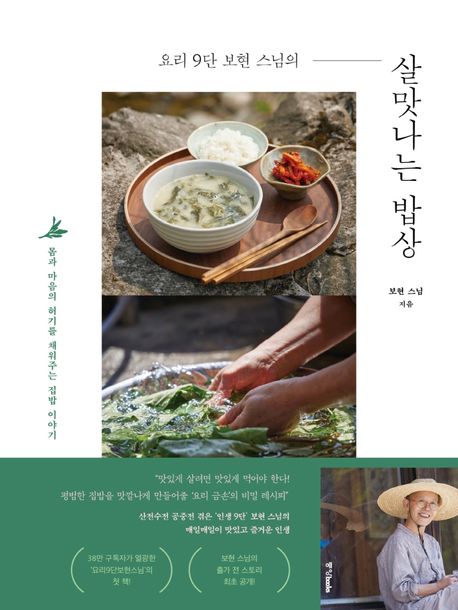 요리 9단 보현 스님의
살맛나는 밥상
보현 스님
지음
몸과 마음의 허기를 채워주는 집밥 이야기
“맛있게 살려면 맛있게 먹어야 한다!
평범한 집밥을 맛깔나게 만들어줄 ‘요리 금손’의 비밀 레시피”
산전수전 공중전 겪은 ‘인생 9단’ 보현 스님의
매일매일이 맛있고 즐거운 인생
38만 구독자가 열광한
‘요리9단보현스님’의
첫 책!
보현 스님의
출가 전 스토리
최초 공개!
중앙books